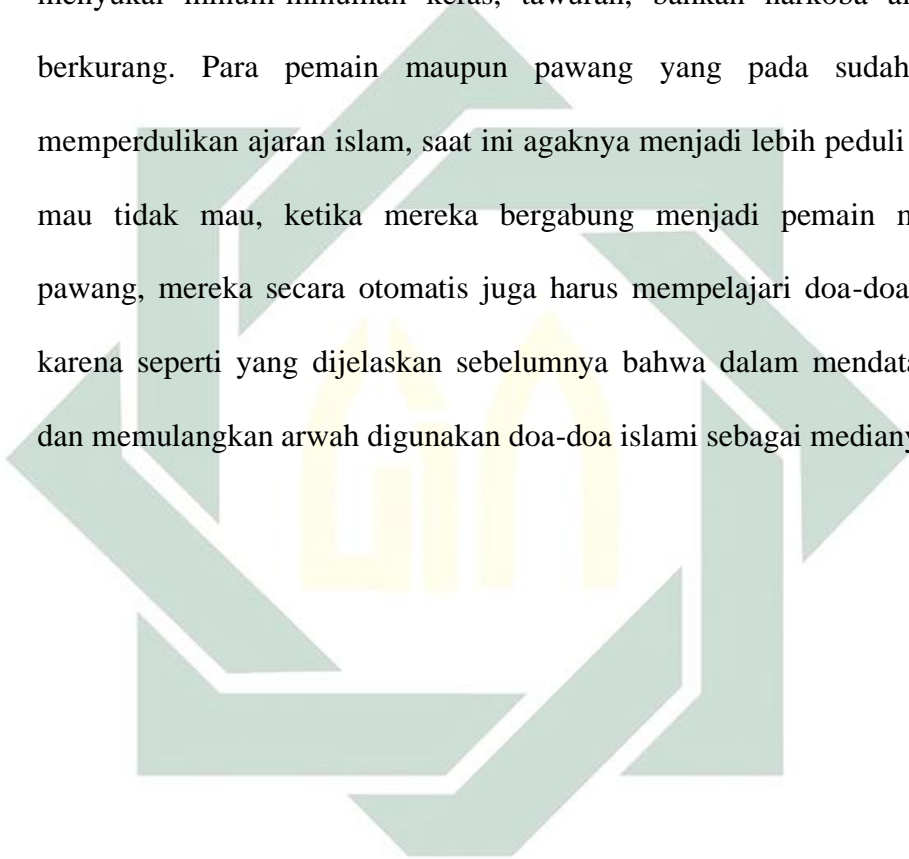 menyukai minum-minuman keras, tawuran, bahkan narkoba
berkurang. Para pemain maupun pawang yang pada sudah
memperdulikan ajaran islam, saat ini agaknya menjadi lebih peduli
mau tidak mau, ketika mereka bergabung menjadi pemain
pawang, mereka secara otomatis juga harus mempelajari doa-doa
karena seperti yang dijelaskan sebelumnya bahwa dalam
dan memulangkan arwah digunakan doa-doa islami sebagai